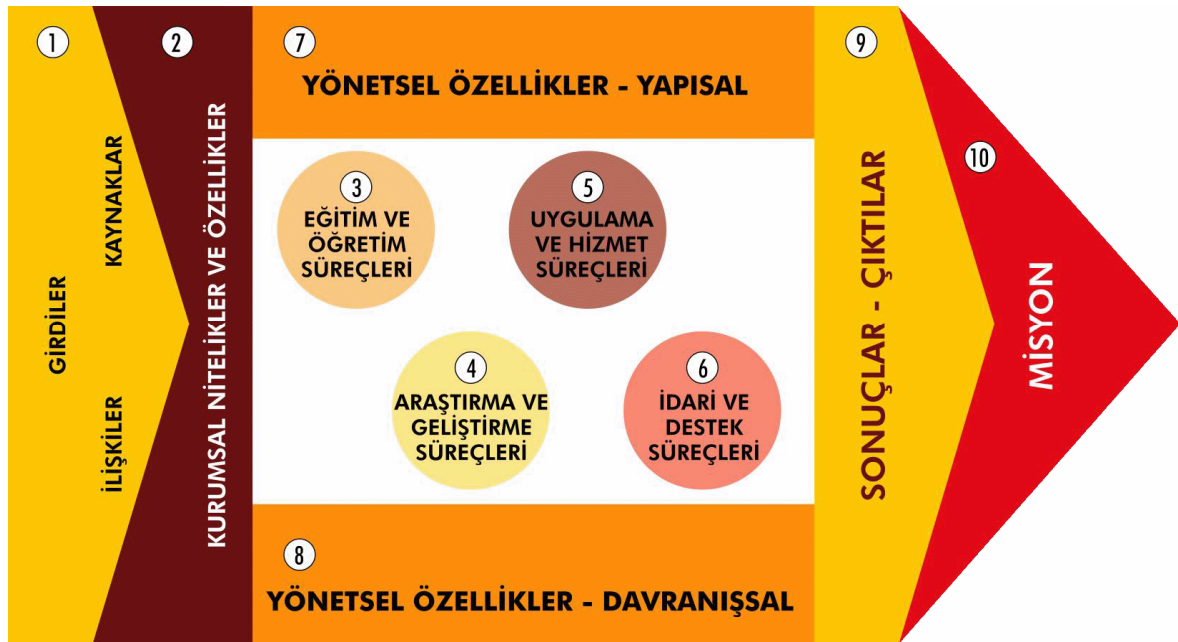 1
GİRDİLER
KAYNAKLAR
İLİŞKİLER
2
KURUMSAL NİTELİKLER VE ÖZELLİKLER
7
YÖNETSEL ÖZELLİKLER - YAPISAL
3
EĞİTİM VE
ÖĞRETİM
SÜREÇLERİ
5
UYGULAMA
VE HİZMET
SÜREÇLERİ
4
ARAŞTIRMA VE
GELİŞTİRME
SÜREÇLERİ
6
İDARİ VE
DESTEK
SÜREÇLERİ
8
YÖNETSEL ÖZELLİKLER - DAVRANIŞSAL
9
SONUÇLAR - ÇIKTILAR
10
MİSYON